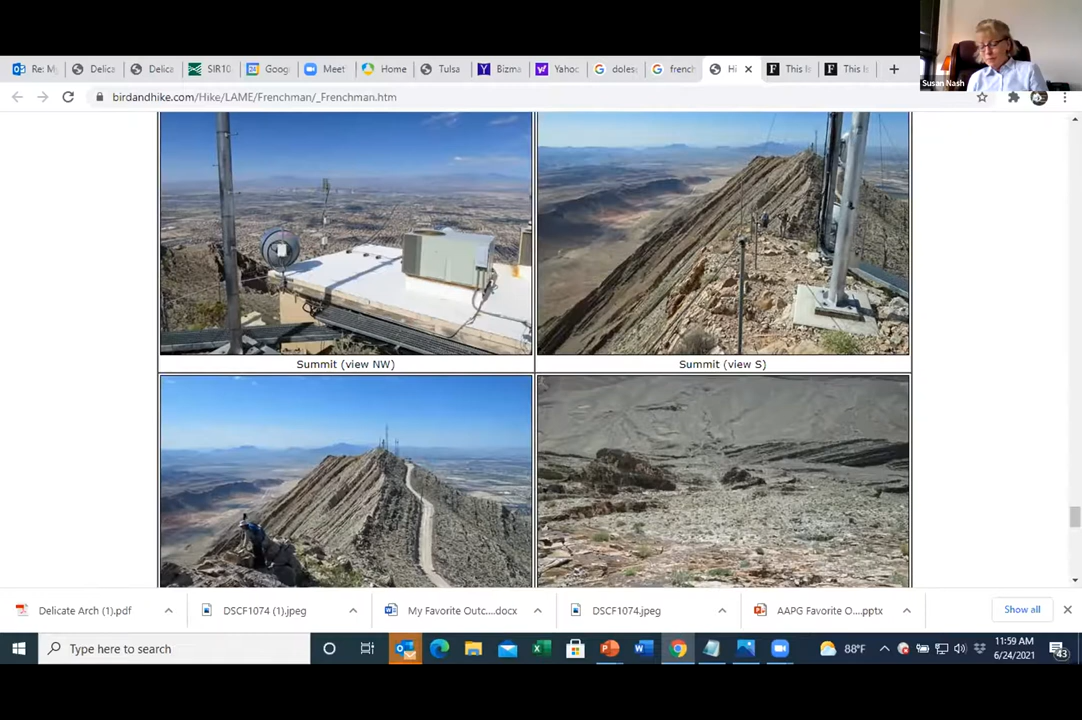 Susan Nash
Re: M
Delica
Delica
SIR10
Goog
Meet
Home
Tulsa
Bizma
Yahoo
doles
french
Hi
This Is
This Is
birdandhike.com/Hike/LAME/Frenchman/_Frenchman.htm
Summit (view NW)
Summit (view S)
Delicate Arch (1).pdf
DSCF1074 (1).jpeg
My Favorite Outc....docx
DSCF1074.jpeg
AAPG Favorite O....pptx
Show all
Type here to search
88°F
11:59 AM
6/24/2021
43